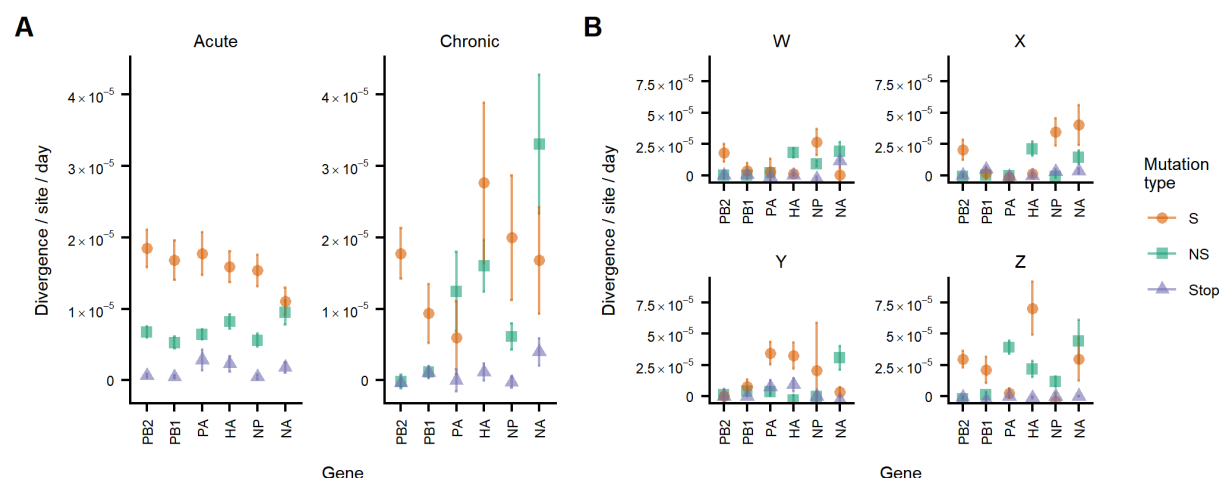 A
B
Acute
Chronic
Divergence / site / day
4 × 10⁻⁵
3 × 10⁻⁵
2 × 10⁻⁵
1 × 10⁻⁵
0
PB2 PB1 PA HA NP NA
4 × 10⁻⁵
3 × 10⁻⁵
2 × 10⁻⁵
1 × 10⁻⁵
0
PB2 PB1 PA HA NP NA
Gene
W
X
Divergence / site / day
7.5 × 10⁻⁵
5 × 10⁻⁵
2.5 × 10⁻⁵
0
PB2 PB1 PA HA NP NA
7.5 × 10⁻⁵
5 × 10⁻⁵
2.5 × 10⁻⁵
0
PB2 PB1 PA HA NP NA
Y
Z
7.5 × 10⁻⁵
5 × 10⁻⁵
2.5 × 10⁻⁵
0
PB2 PB1 PA HA NP NA
7.5 × 10⁻⁵
5 × 10⁻⁵
2.5 × 10⁻⁵
0
PB2 PB1 PA HA NP NA
Gene
Mutation
type
S
NS
Stop